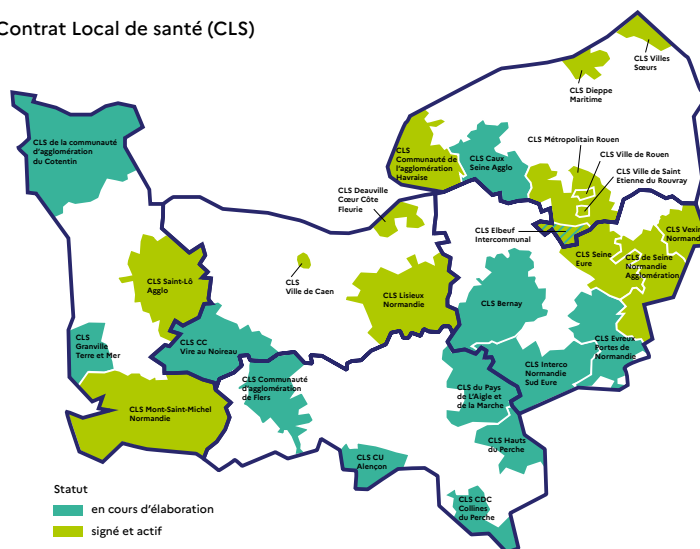 Contrat Local de santé (CLS)
CLS Villes
Sœurs
CLS Dieppe
Maritime
CLS de la communauté
d'agglomération
du Cotentin
CLS
Communauté de
l'agglomération
Havraise
CLS Caux
Seine Agglo
CLS Métropolitain Rouen
CLS Ville de Rouen
CLS Ville de Saint
Etienne du Rouvray
CLS Deauville
Cœur Côte
Fleurie
CLS Elbeuf
Intercommunal
CLS Vexin
Normand
CLS Seine
Eure
CLS de Seine
Normandie
Agglomération
CLS Saint-Lô
Agglo
CLS
Ville de Caen
CLS Lisieux
Normandie
CLS Bernay
CLS
Granville
Terre et Mer
CLS CC
Vire au Noireau
CLS Evreux
Portes de
Normandie
CLS Interco
Normandie
Sud Eure
CLS Communauté
d'agglomération
de Flers
CLS du Pays
de L'Aigle et
de la Marche
CLS Mont-Saint-Michel
Normandie
CLS Hauts
du Perche
CLS CU
Alençon
CLS CDC
Collines
du Perche
Statut
en cours d'élaboration
signé et actif